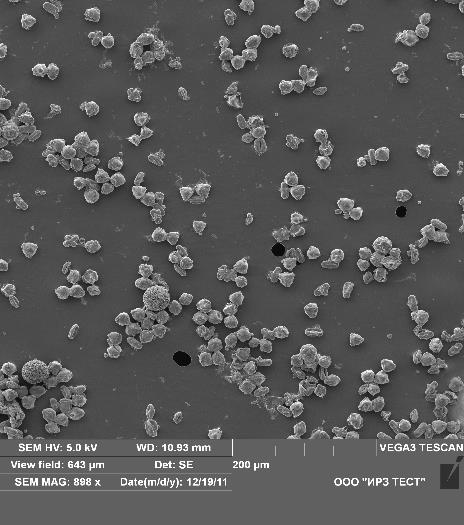 SEM HV: 5.0 kV WD: 10.93 mm VEGA3 TESCAN
View field: 643 µm Det: SE 200 µm
SEM MAG: 898 x Date(m/d/y): 12/19/11 ООО "ИРЗ ТЕСТ"